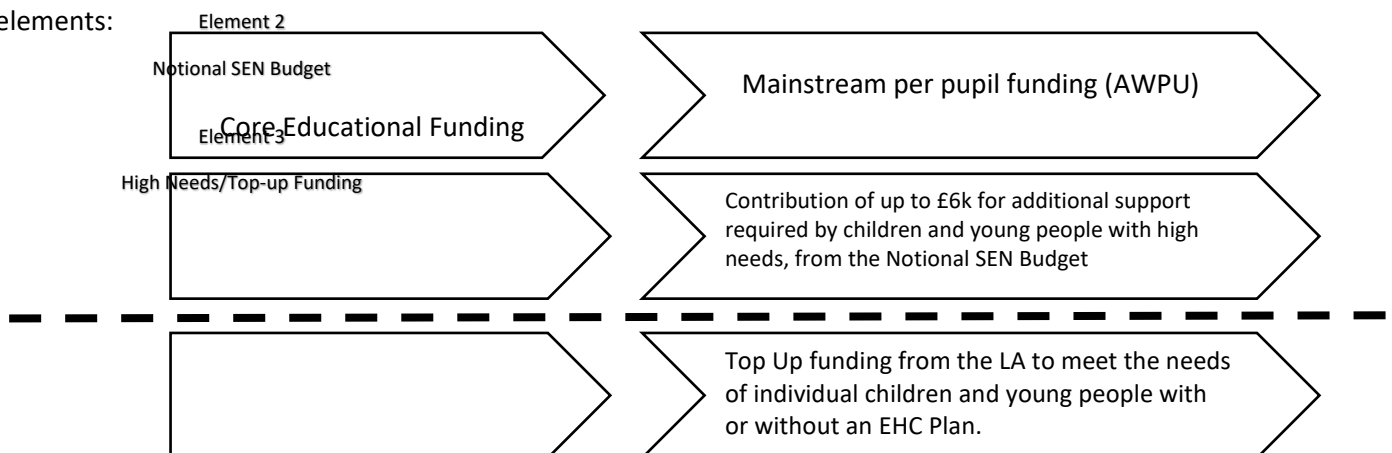 elements:
Element 2
Notional SEN Budget
Core Educational Funding
Element 3
High Needs/Top-up Funding
Mainstream per pupil funding (AWPU)
Contribution of up to £6k for additional support
required by children and young people with high
needs, from the Notional SEN Budget
Top Up funding from the LA to meet the needs
of individual children and young people with
or without an EHC Plan.